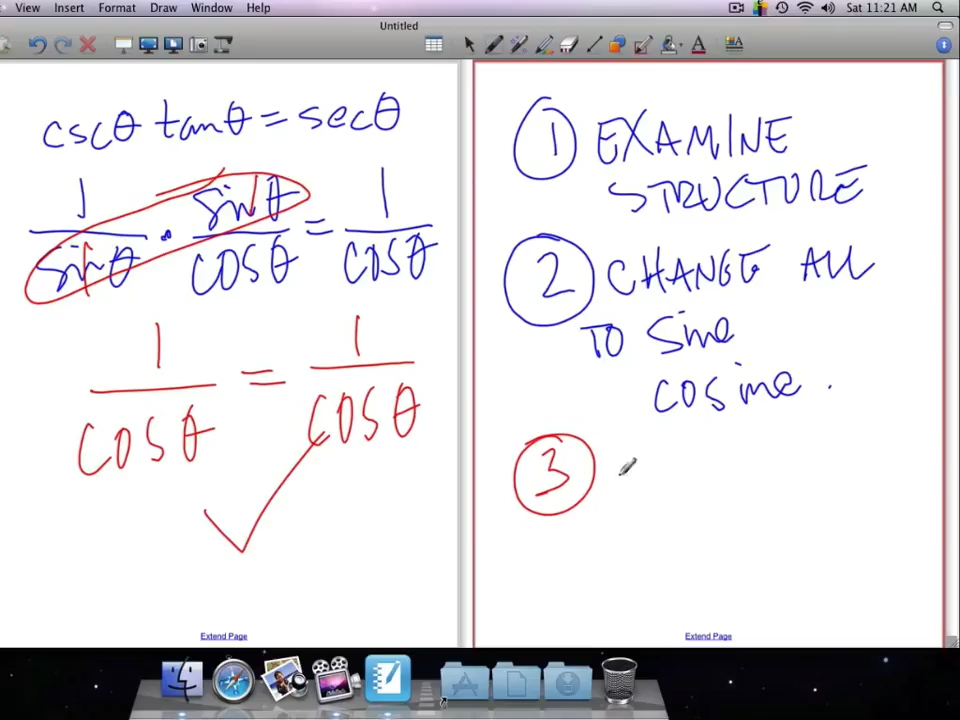 View Insert Format Draw Window Help Sat 11:21 AM
Untitled
cscθ tanθ = secθ
1/sinθ · sinθ/cosθ = 1/cosθ
1/cosθ = 1/cosθ
① EXAMINE
STRUCTURE
② CHANGE ALL
TO sine
cosine.
③
Extend Page
Extend Page